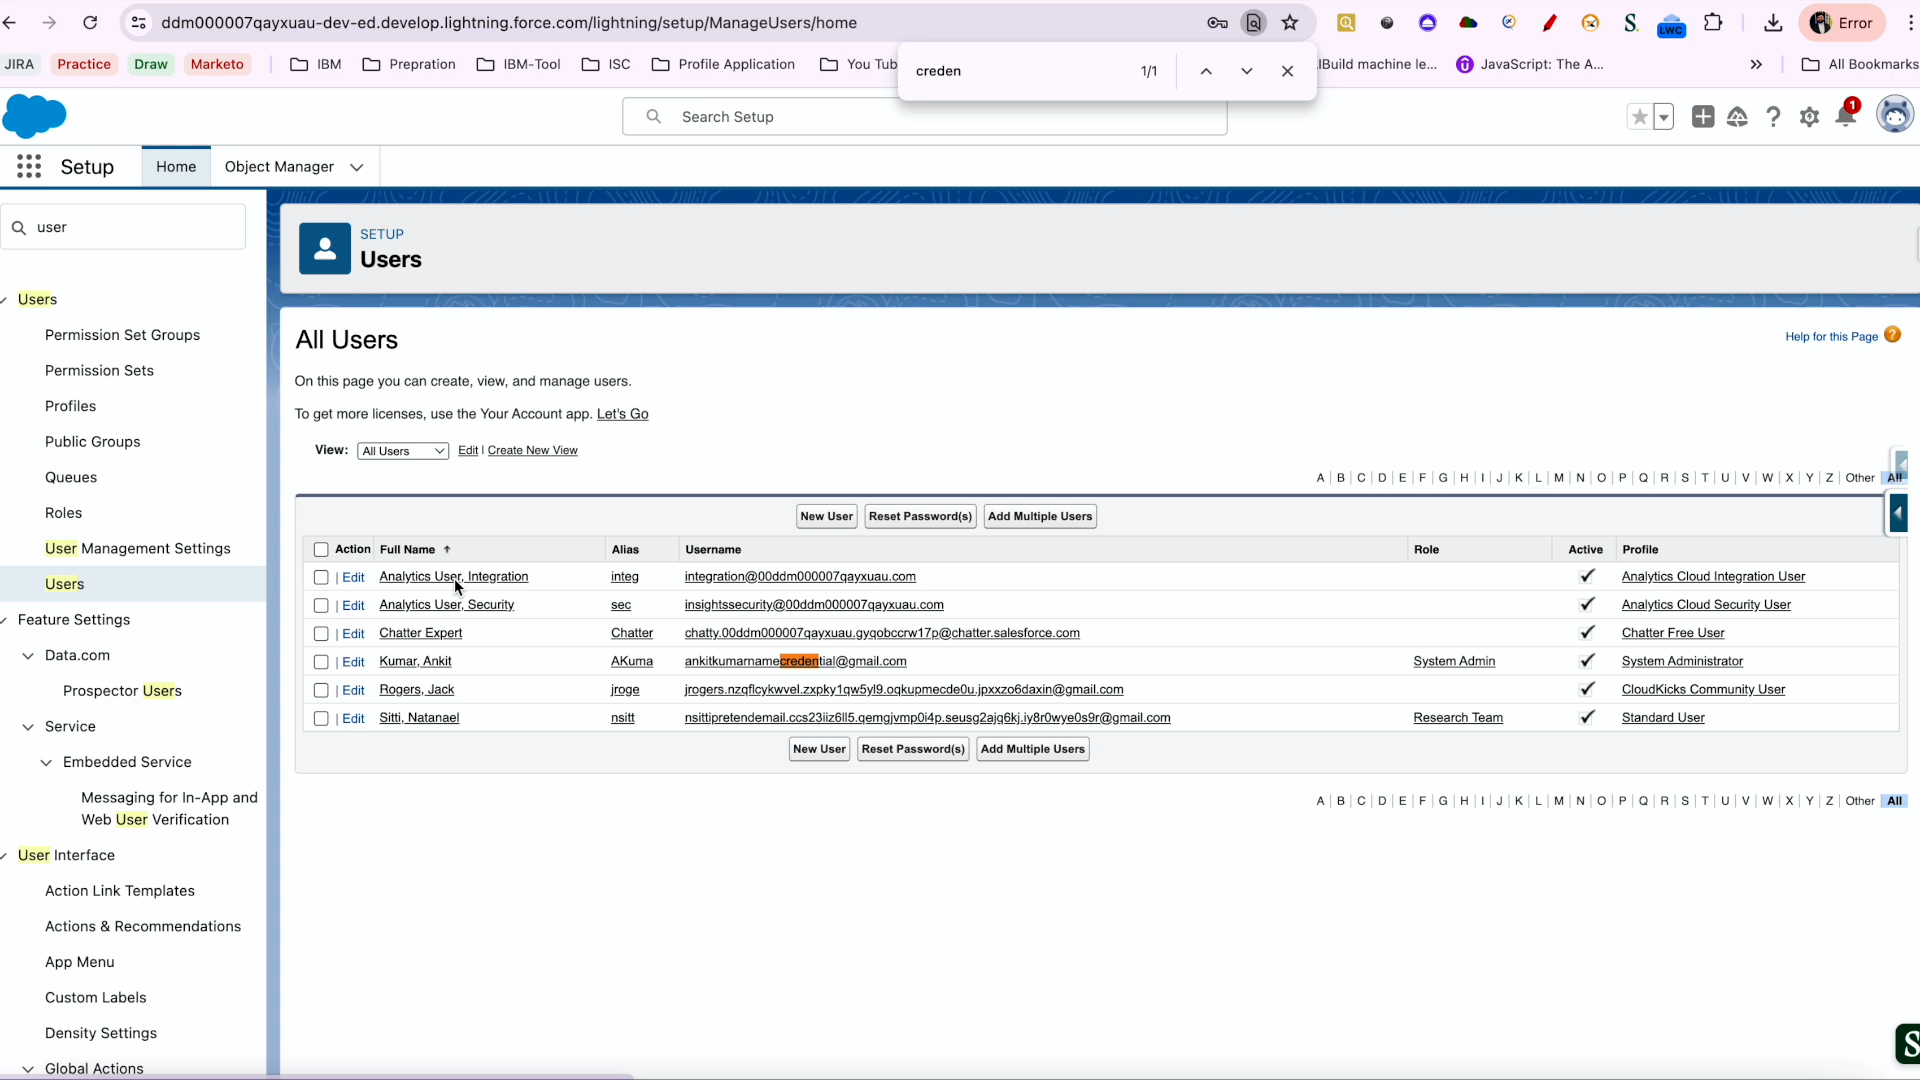 ddm000007qayxuau-dev-ed.develop.lightning.force.com/lightning/setup/ManageUsers/home
LWC
Error
JIRA
Practice
Draw
Marketo
IBM
Prepration
IBM-Tool
ISC
Profile Application
You Tub
creden
1/1
Build machine le...
JavaScript: The A...
All Bookmarks
Search Setup
1
Setup
Home
Object Manager
user
Users
Permission Set Groups
Permission Sets
Profiles
Public Groups
Queues
Roles
User Management Settings
Users
Feature Settings
Data.com
Prospector Users
Service
Embedded Service
Messaging for In-App and
Web User Verification
User Interface
Action Link Templates
Actions & Recommendations
App Menu
Custom Labels
Density Settings
Global Actions
SETUP
Users
All Users
Help for this Page
On this page you can create, view, and manage users.
To get more licenses, use the Your Account app. Let's Go
View: All Users Edit | Create New View
A | B | C | D | E | F | G | H | I | J | K | L | M | N | O | P | Q | R | S | T | U | V | W | X | Y | Z | Other | All
New User Reset Password(s) Add Multiple Users
Action Full Name Alias Username Role Active Profile
| Edit Analytics User, Integration integ integration@00ddm000007qayxuau.com Analytics Cloud Integration User
| Edit Analytics User, Security sec insightssecurity@00ddm000007qayxuau.com Analytics Cloud Security User
| Edit Chatter Expert Chatter chatty.00ddm000007qayxuau.gyqobccrw17p@chatter.salesforce.com Chatter Free User
| Edit Kumar, Ankit AKuma ankitkumarnamecredential@gmail.com System Admin System Administrator
| Edit Rogers, Jack jroge jrogers.nzqflcykwvel.zxpky1qw5yl9.oqkupmecde0u.jpxxzo6daxin@gmail.com CloudKicks Community User
| Edit Sitti, Natanael nsitt nsittipretendemail.ccs23iiz6ll5.qemgjvmp0i4p.seusg2ajq6kj.iy8r0wye0s9r@gmail.com Research Team Standard User
New User Reset Password(s) Add Multiple Users
A | B | C | D | E | F | G | H | I | J | K | L | M | N | O | P | Q | R | S | T | U | V | W | X | Y | Z | Other | All
S